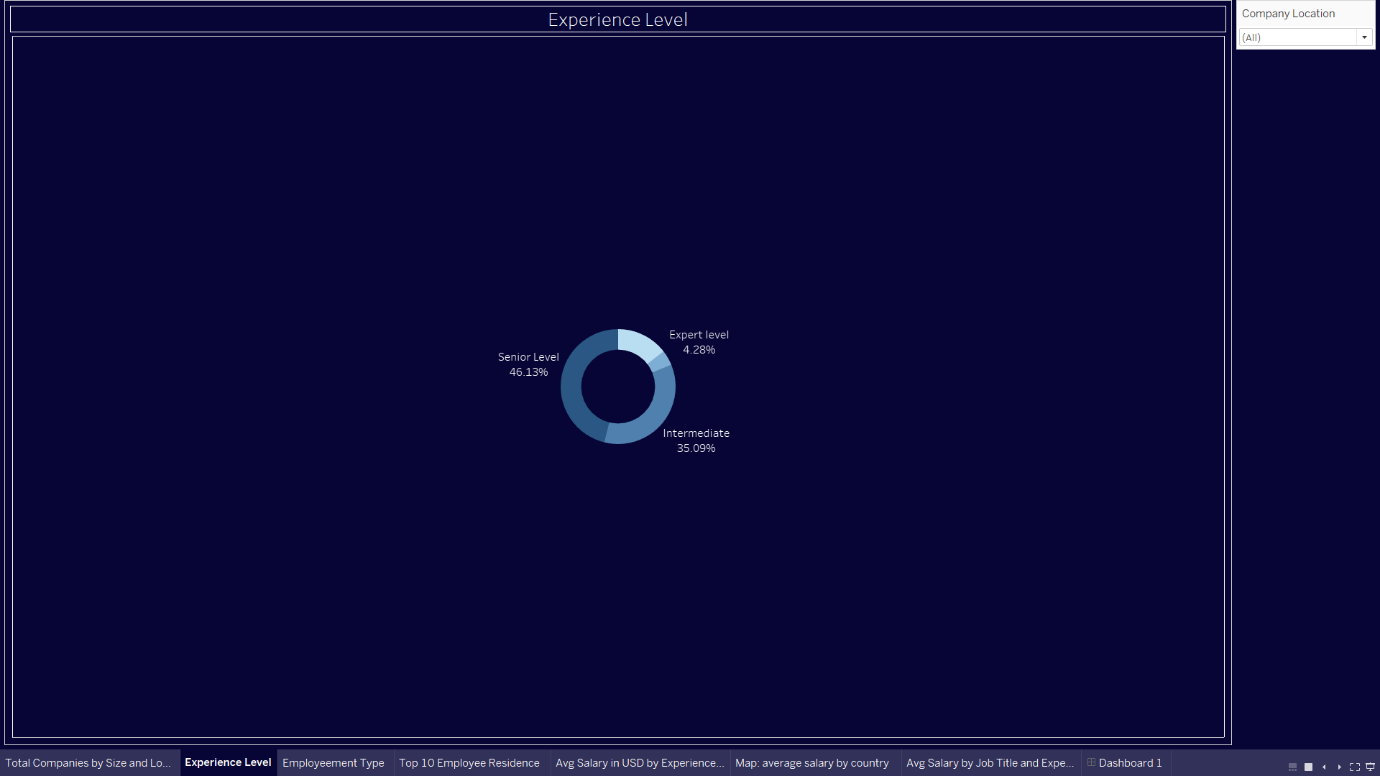 Experience Level
Company Location
(All)
Expert level
4.28%
Senior Level
46.13%
Intermediate
35.09%
Total Companies by Size and Lo...
Experience Level
Employeement Type
Top 10 Employee Residence
Avg Salary in USD by Experience...
Map: average salary by country
Avg Salary by Job Title and Expe...
Dashboard 1